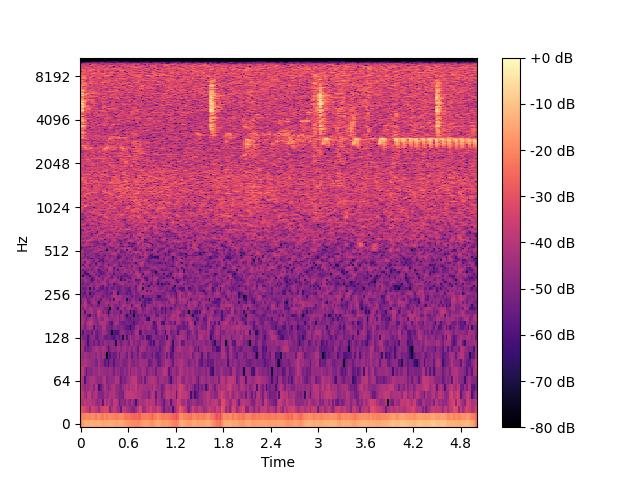 8192
4096
2048
1024
512
256
128
64
0
Hz
0 0.6 1.2 1.8 2.4 3 3.6 4.2 4.8
Time
+0 dB
-10 dB
-20 dB
-30 dB
-40 dB
-50 dB
-60 dB
-70 dB
-80 dB